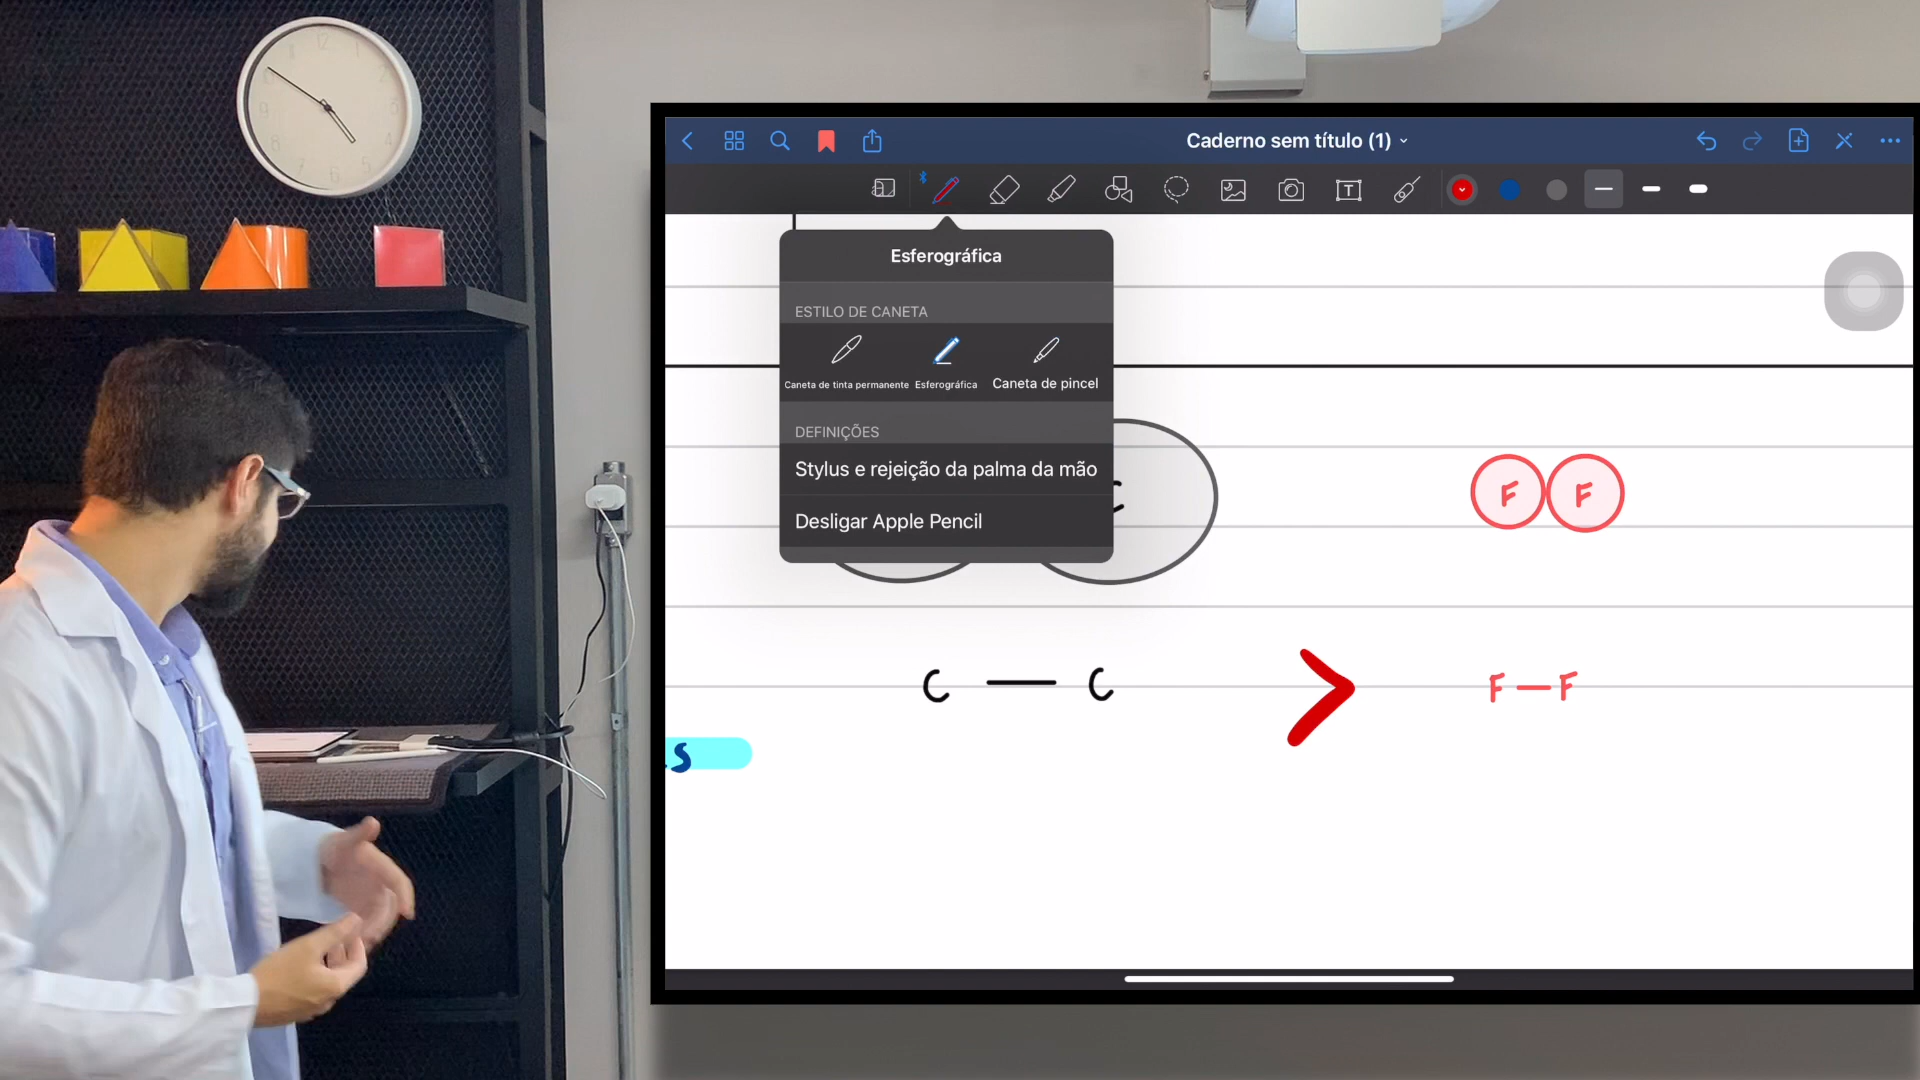 Caderno sem título (1)
T
Esferográfica
ESTILO DE CANETA
Caneta de tinta permanente Esferográfica Caneta de pincel
DEFINIÇÕES
Stylus e rejeição da palma da mão
Desligar Apple Pencil
C
F F
C — C > F — F
S